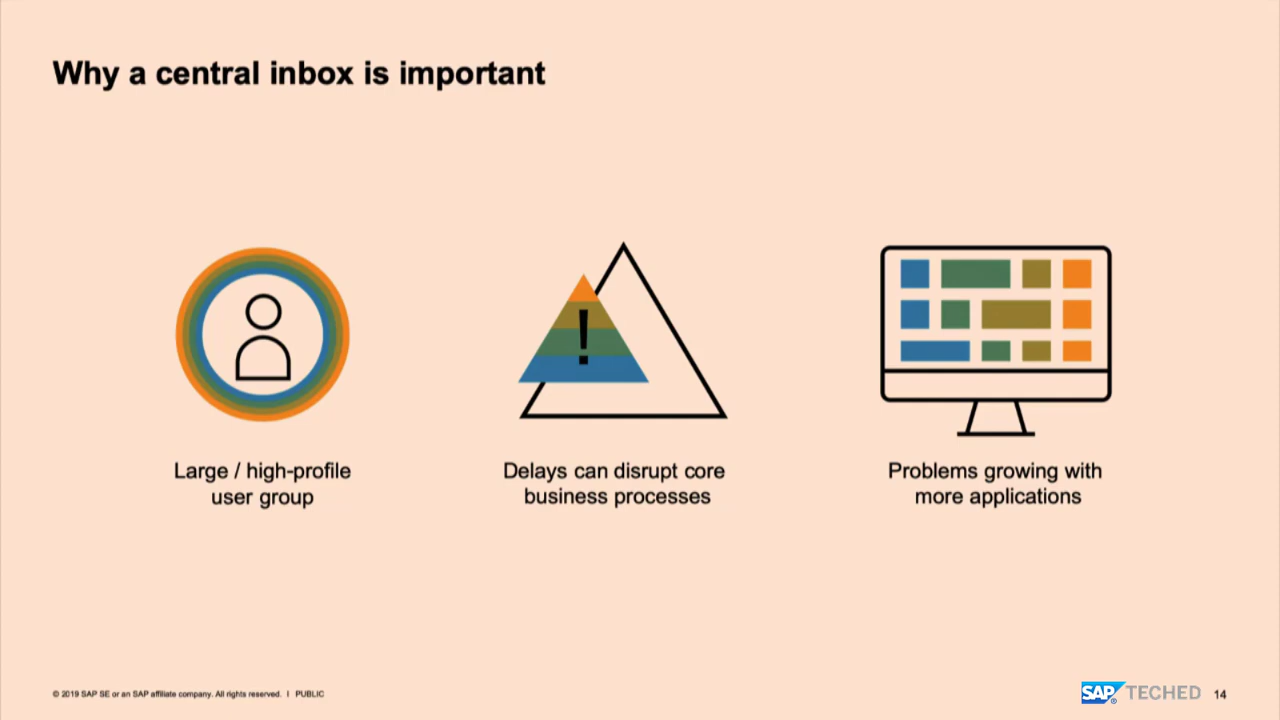 Why a central inbox is important
!
Large / high-profile
user group
Delays can disrupt core
business processes
Problems growing with
more applications
© 2019 SAP SE or an SAP affiliate company. All rights reserved. I PUBLIC
SAP® TECHED 14